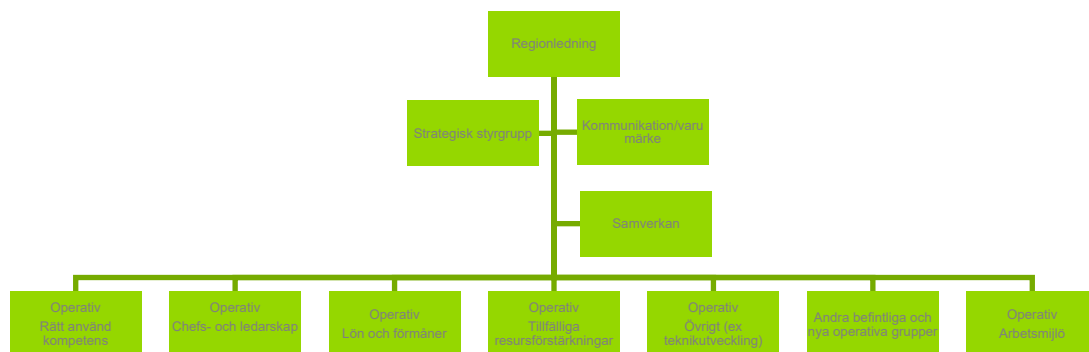 Regionledning
Strategisk styrgrupp
Kommunikation/varu
märke
Samverkan
Operativ
Rätt använd
kompetens
Operativ
Chefs- och ledarskap
Operativ
Lön och förmåner
Operativ
Tillfälliga
resursförstärkningar
Operativ
Övrigt (ex
teknikutveckling)
Andra befintliga och
nya operativa grupper
Operativ
Arbetsmijlö